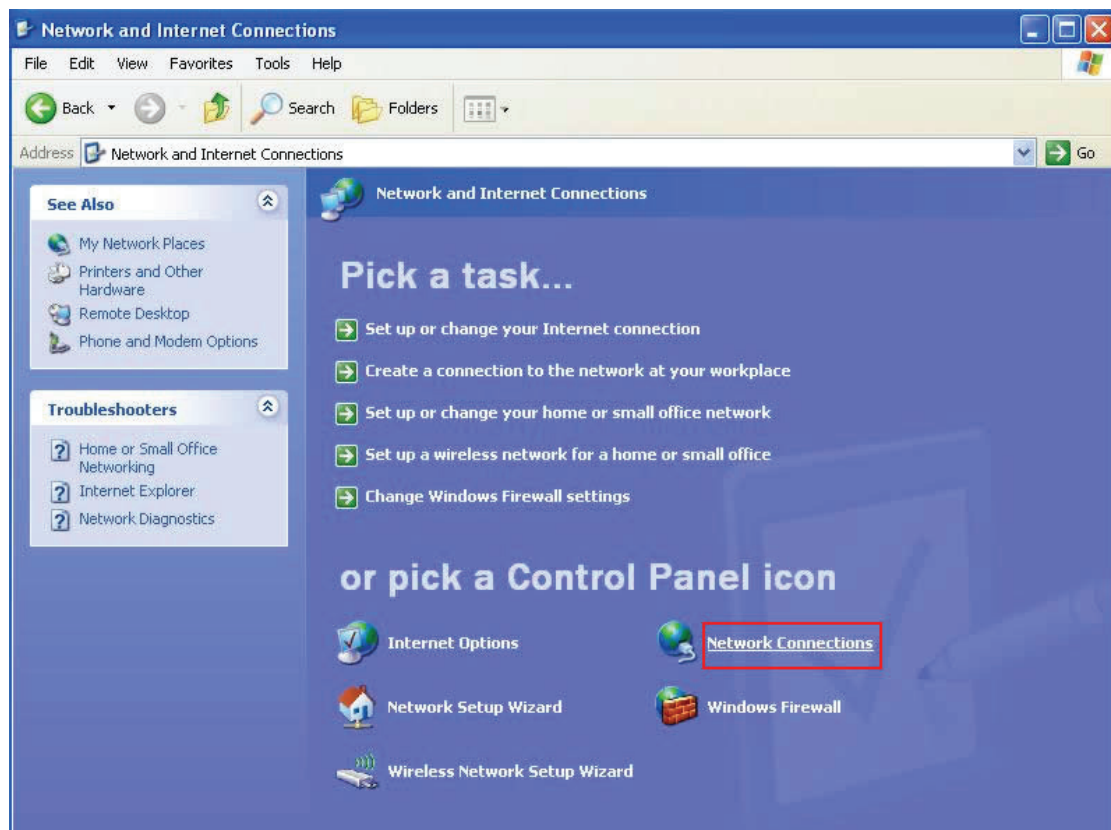 Network and Internet Connections
File Edit View Favorites Tools Help
Back Search Folders
Address Network and Internet Connections Go
See Also
My Network Places
Printers and Other
Hardware
Remote Desktop
Phone and Modem Options
Troubleshooters
Home or Small Office
Networking
Internet Explorer
Network Diagnostics
Network and Internet Connections
Pick a task...
Set up or change your Internet connection
Create a connection to the network at your workplace
Set up or change your home or small office network
Set up a wireless network for a home or small office
Change Windows Firewall settings
or pick a Control Panel icon
Internet Options Network Connections
Network Setup Wizard Windows Firewall
Wireless Network Setup Wizard